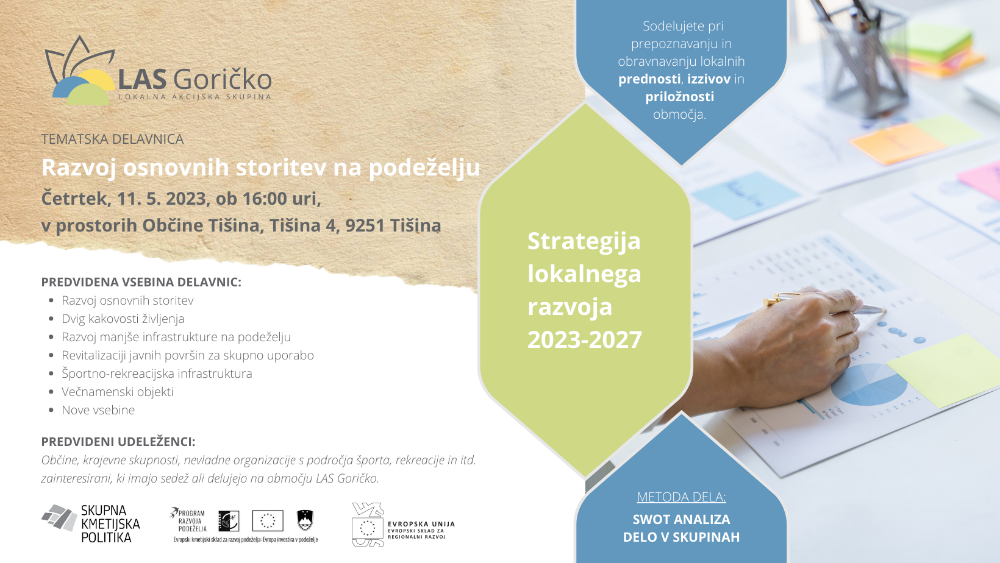 LAS Goričko
LOKALNA AKCIJSKA SKUPINA
TEMATSKA DELAVNICA
Razvoj osnovnih storitev na podeželju
Četrtek, 11. 5. 2023, ob 16:00 uri,
v prostorih Občine Tišina, Tišina 4, 9251 Tišina
PREDVIDENA VSEBINA DELAVNIC:
• Razvoj osnovnih storitev
• Dvig kakovosti življenja
• Razvoj manjše infrastrukture na podeželju
• Revitalizaciji javnih površin za skupno uporabo
• Športno-rekreacijska infrastruktura
• Večnamenski objekti
• Nove vsebine
PREDVIDENI UDELEŽENCI:
Občine, krajevne skupnosti, nevladne organizacije s področja športa, rekreacije in itd.
zainteresirani, ki imajo sedež ali delujejo na območju LAS Goričko.
SKUPNA
KMETIJSKA
POLITIKA
PROGRAM
RAZVOJA
PODEŽELJA
LEADER
Evropski kmetijski sklad za razvoj podeželja: Evropa investira v podeželje
EVROPSKA UNIJA
EVROPSKI SKLAD ZA
REGIONALNI RAZVOJ
Sodelujete pri
prepoznavanju in
obravnavanju lokalnih
prednosti, izzivov in
priložnosti
območja.
Strategija
lokalnega
razvoja
2023-2027
METODA DELA:
SWOT ANALIZA
DELO V SKUPINAH